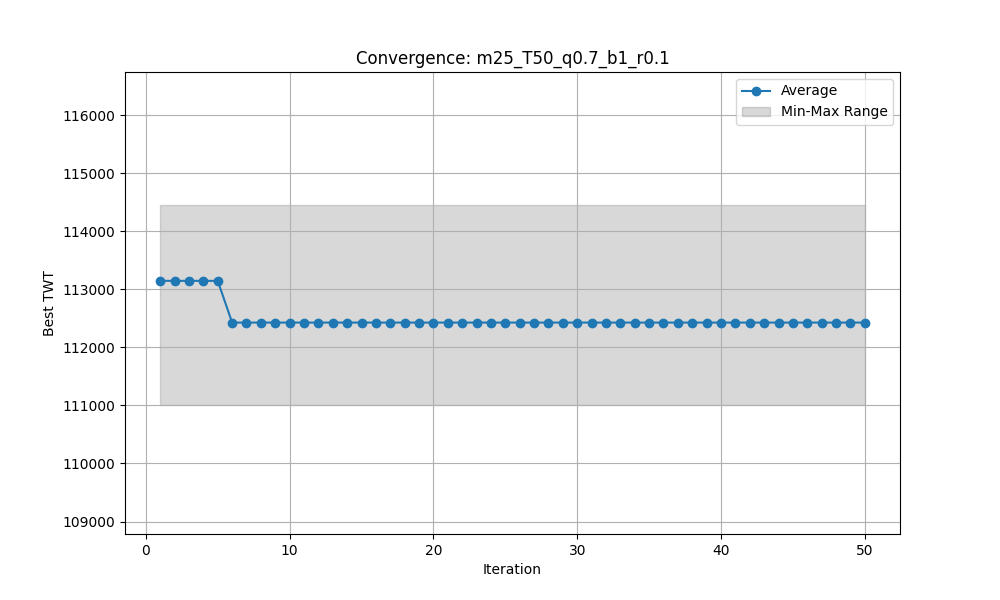 Convergence: m25_T50_q0.7_b1_r0.1
Average
Min-Max Range
116000
115000
114000
113000
112000
111000
110000
109000
Best TWT
0 10 20 30 40 50
Iteration